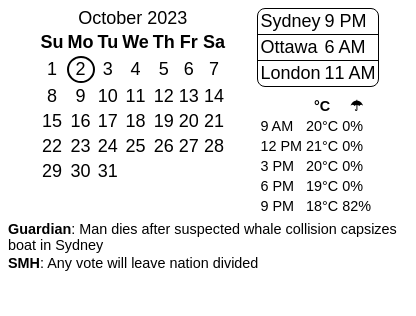 October 2023
Su Mo Tu We Th Fr Sa
1 2 3 4 5 6 7
8 9 10 11 12 13 14
15 16 17 18 19 20 21
22 23 24 25 26 27 28
29 30 31
Sydney 9 PM
Ottawa 6 AM
London 11 AM
°C ☂
9 AM 20°C 0%
12 PM 21°C 0%
3 PM 20°C 0%
6 PM 19°C 0%
9 PM 18°C 82%
Guardian: Man dies after suspected whale collision capsizes
boat in Sydney
SMH: Any vote will leave nation divided